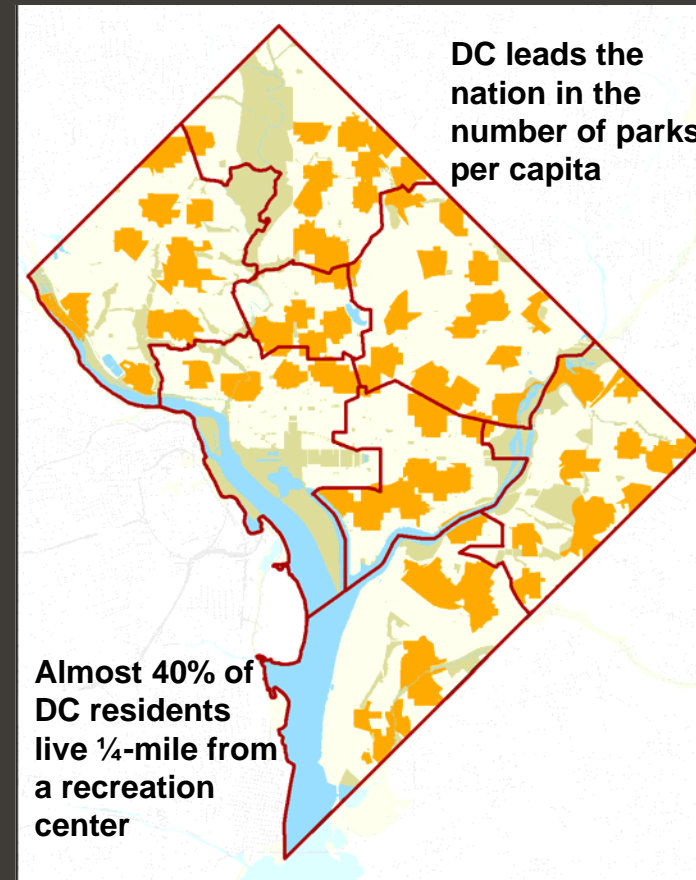 DC leads the
nation in the
number of parks
per capita
Almost 40% of
DC residents
live ¼-mile from
a recreation
center